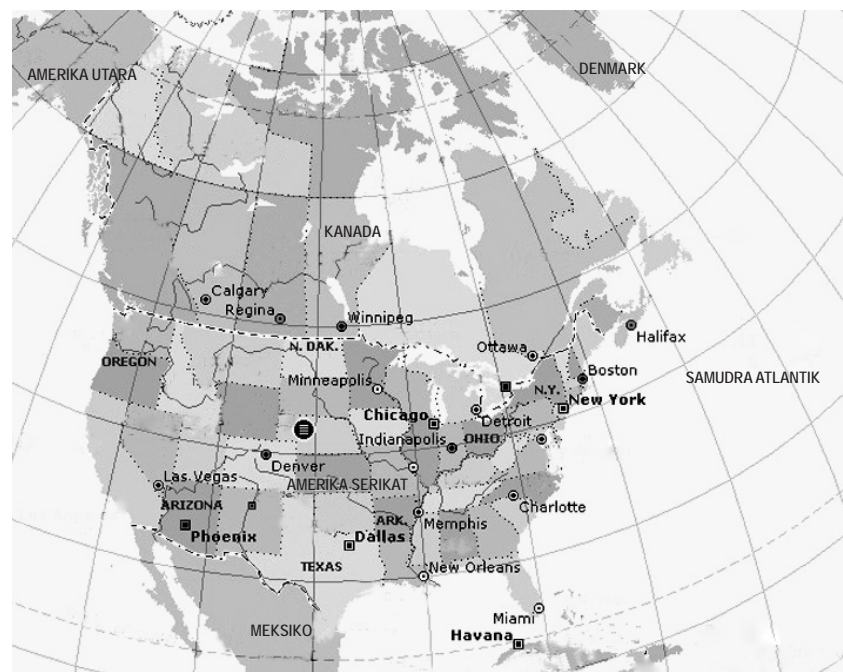 AMERIKA UTARA
DENMARK
KANADA
Calgary
Regina
Winnipeg
Halifax
Ottawa
N. DAK.
OREGON
Boston
Minneapolis
SAMUDRA ATLANTIK
N.Y.
New York
Chicago
Detroit
Indianapolis
OHIO
Denver
Las Vegas
AMERIKA SERIKAT
ARIZONA
Charlotte
ARK.
Memphis
Phoenix
Dallas
TEXAS
New Orleans
Miami
MEKSIKO
Havana